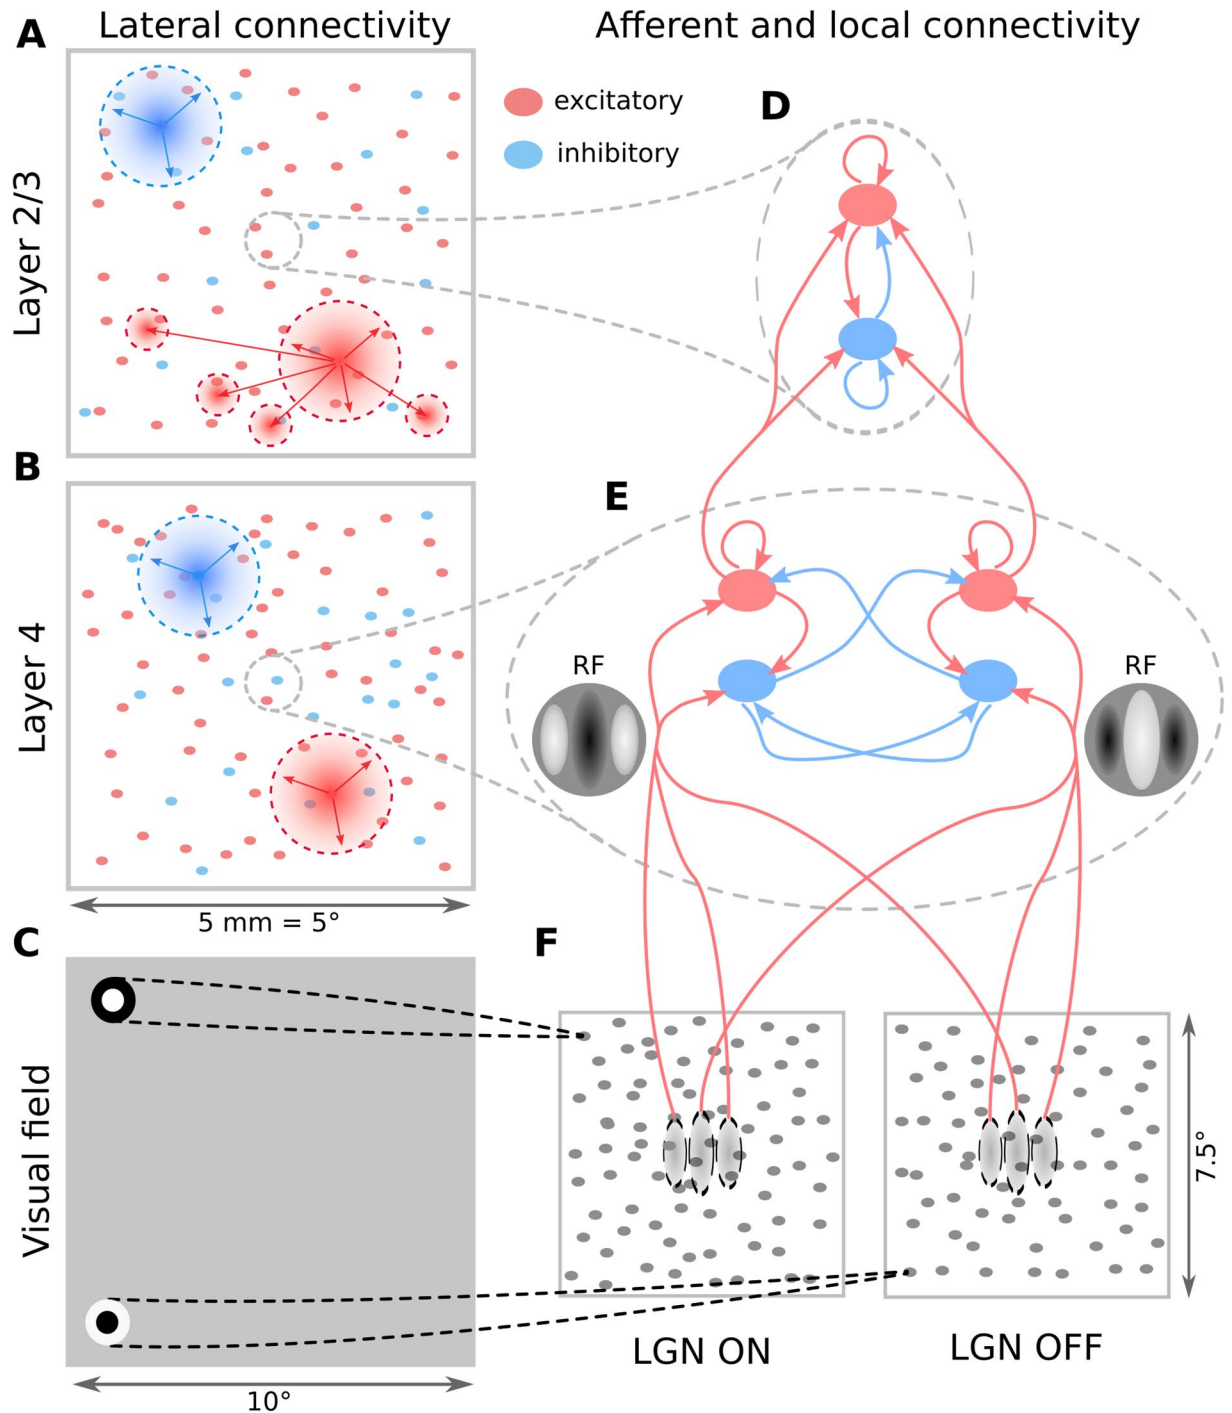 Lateral connectivity
Afferent and local connectivity
A
Layer 2/3
excitatory
inhibitory
D
B
Layer 4
E
RF
RF
5 mm = 5°
C
Visual field
10°
F
7.5°
LGN ON
LGN OFF